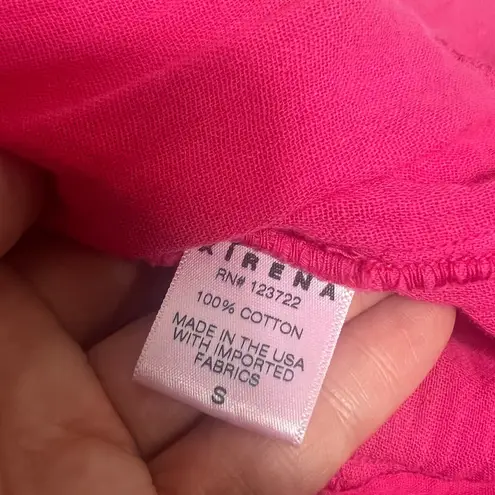 XIRENA
RN# 123722
100% COTTON
MADE IN THE USA
WITH IMPORTED
FABRICS
S